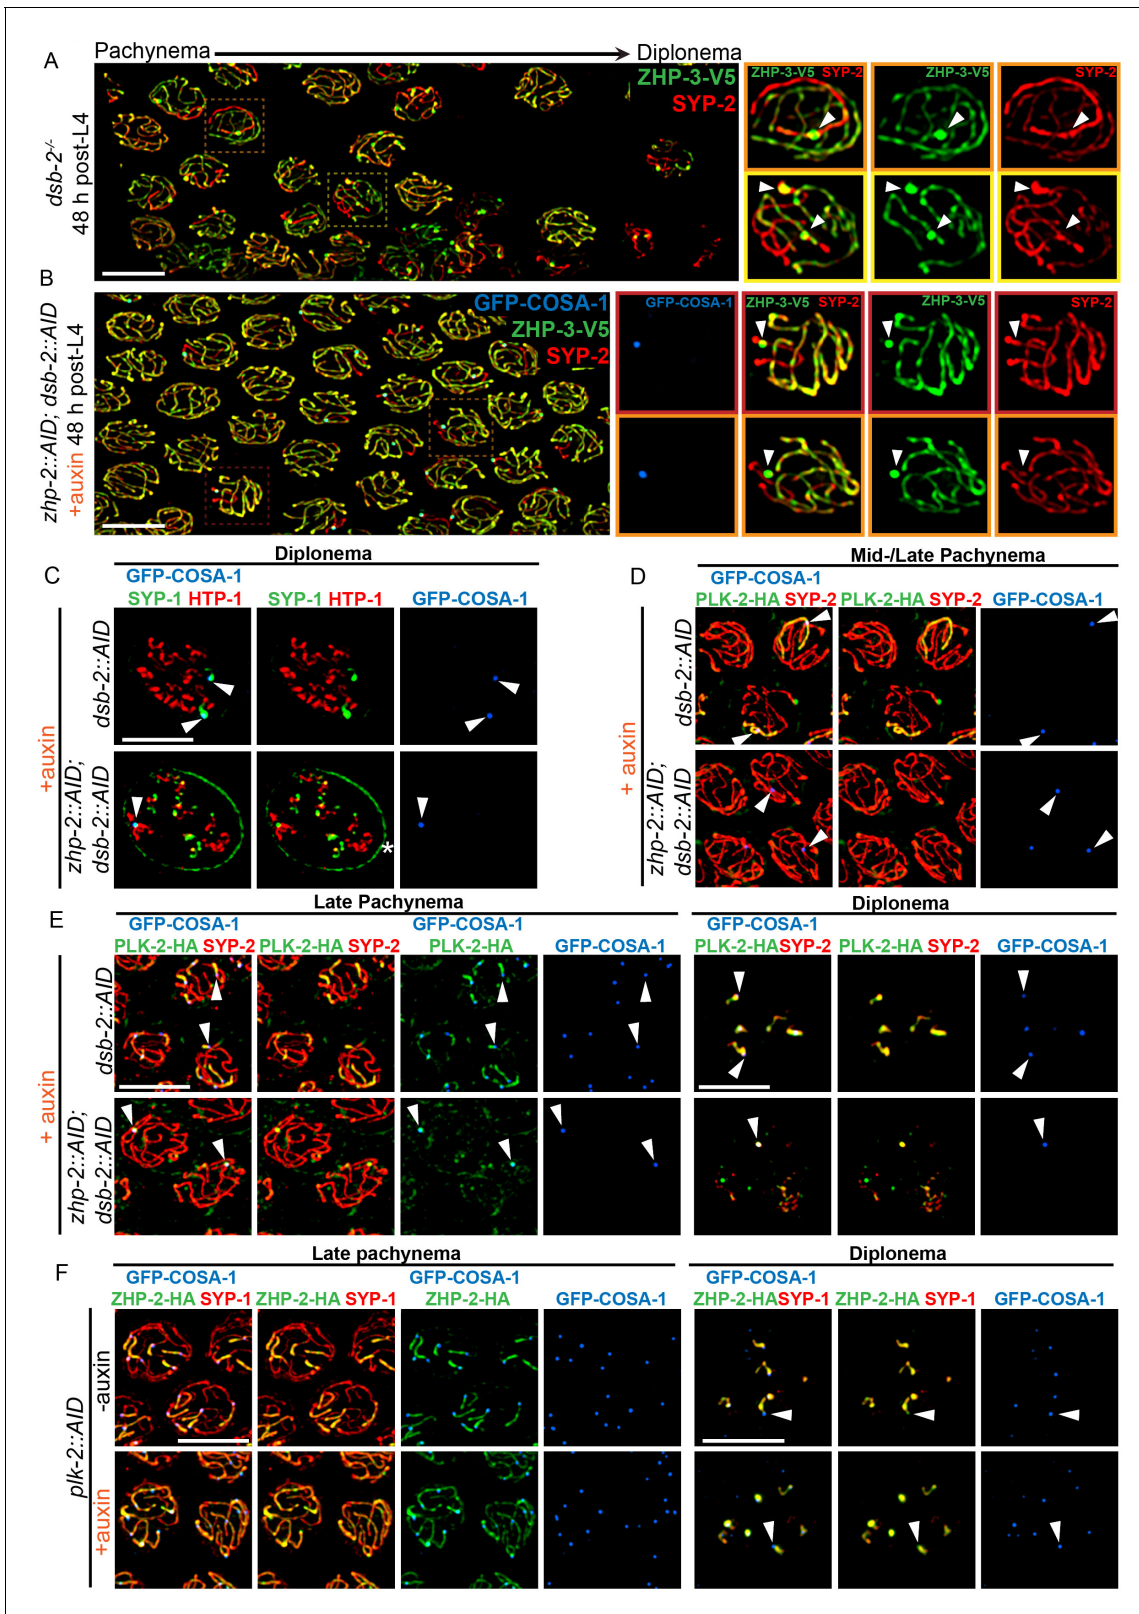 A
Pachynema
Diplonema
dsb-2-/-
48 h post-L4
ZHP-3-V5
SYP-2
ZHP-3-V5 SYP-2
ZHP-3-V5
SYP-2
B
zhp-2::AID; dsb-2::AID
+auxin 48 h post-L4
GFP-COSA-1
ZHP-3-V5
SYP-2
GFP-COSA-1
ZHP-3-V5 SYP-2
ZHP-3-V5
SYP-2
C
Diplonema
GFP-COSA-1
SYP-1 HTP-1
SYP-1 HTP-1
GFP-COSA-1
+auxin
dsb-2::AID
zhp-2::AID;
dsb-2::AID
*
D
Mid-/Late Pachynema
GFP-COSA-1
PLK-2-HA SYP-2
PLK-2-HA SYP-2
GFP-COSA-1
+ auxin
dsb-2::AID
zhp-2::AID;
dsb-2::AID
E
Late Pachynema
GFP-COSA-1
PLK-2-HA SYP-2
PLK-2-HA SYP-2
GFP-COSA-1
PLK-2-HA
GFP-COSA-1
Diplonema
GFP-COSA-1
PLK-2-HASYP-2
PLK-2-HA SYP-2
GFP-COSA-1
+ auxin
dsb-2::AID
zhp-2::AID;
dsb-2::AID
F
Late pachynema
GFP-COSA-1
ZHP-2-HA SYP-1
ZHP-2-HA SYP-1
GFP-COSA-1
ZHP-2-HA
GFP-COSA-1
Diplonema
GFP-COSA-1
ZHP-2-HASYP-1
ZHP-2-HA SYP-1
GFP-COSA-1
plk-2::AID
-auxin
+auxin